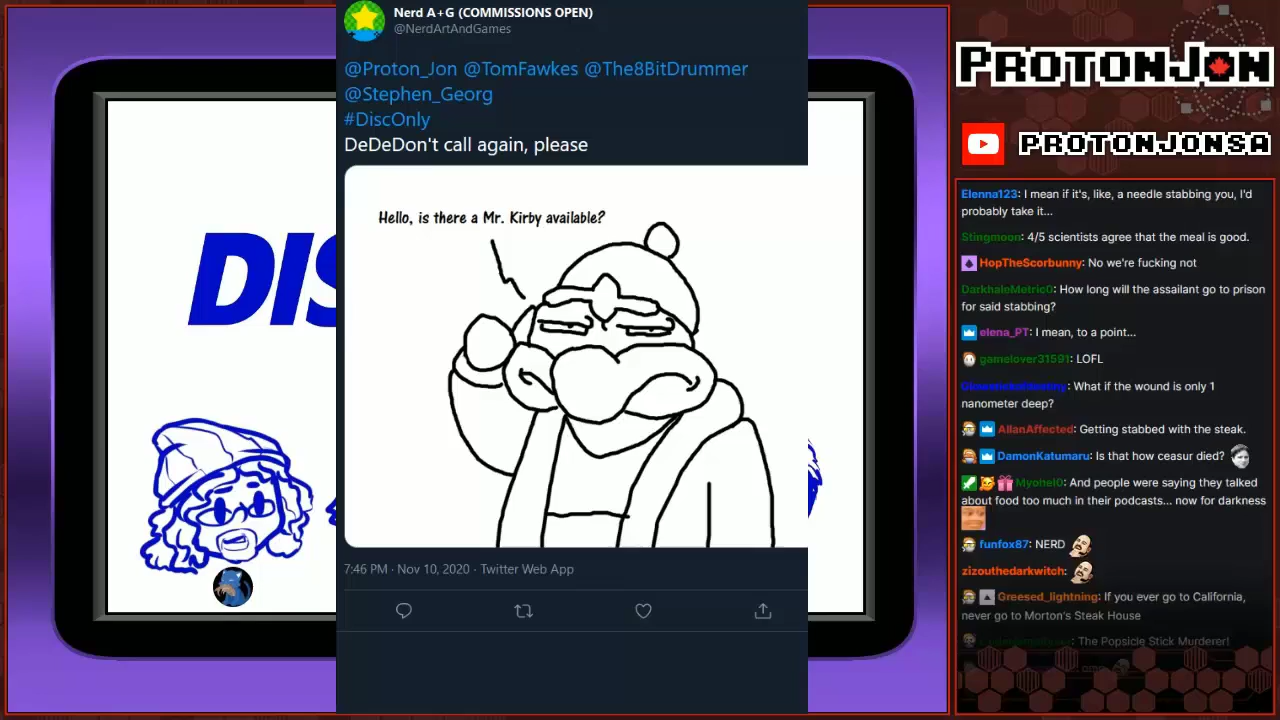 Nerd A+G (COMMISSIONS OPEN)
@NerdArtAndGames
@Proton_Jon @TomFawkes @The8BitDrummer
@Stephen_Georg
#DiscOnly
DeDeDon't call again, please
Hello, is there a Mr. Kirby available?
7:46 PM · Nov 10, 2020 · Twitter Web App
DIS
PROTONJON
PROTONJONSA
Elenna123: I mean if it's, like, a needle stabbing you, I'd
probably take it...
Stingmoon: 4/5 scientists agree that the meal is good.
HopTheScorbunny: No we're fucking not
DarkhaleMetric0: How long will the assailant go to prison
for said stabbing?
elena_PT: I mean, to a point...
gamelover31591: LOFL
: What if the wound is only 1
nanometer deep?
AllanAffected: Getting stabbed with the steak.
DamonKatumaru: Is that how ceasur died?
Myohel0: And people were saying they talked
about food too much in their podcasts... now for darkness
funfox87: NERD
zizouthedarkwitch:
Greesed_lightning: If you ever go to California,
never go to Morton's Steak House
: The Popsicle Stick Murderer!